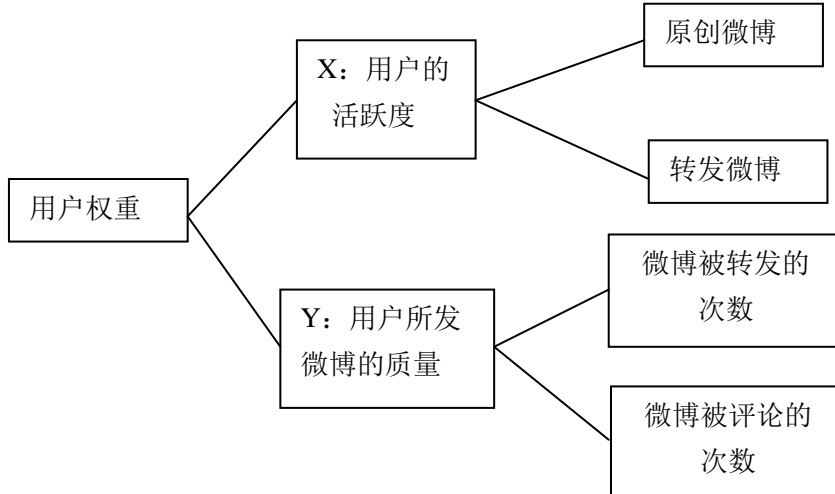 原创微博
X：用户的
活跃度
转发微博
用户权重
微博被转发的
次数
Y：用户所发
微博的质量
微博被评论的
次数